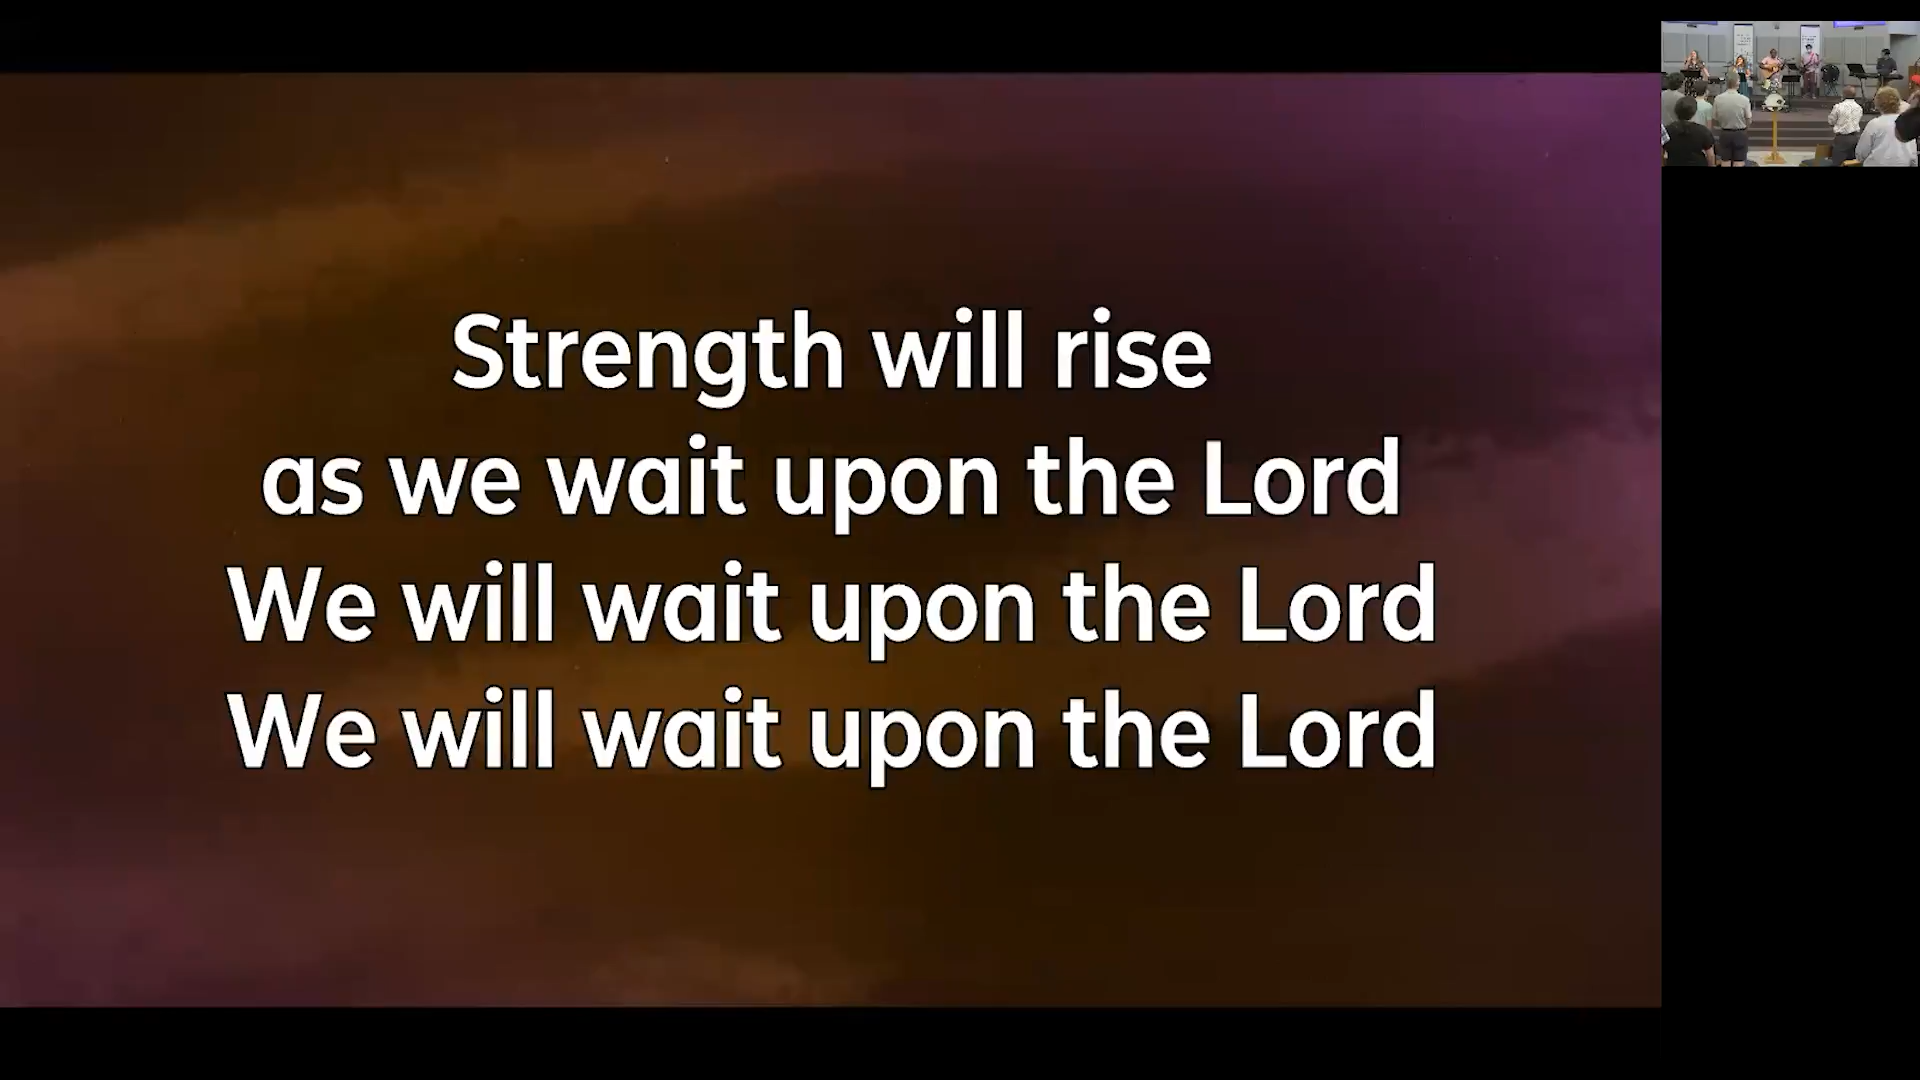 Strength will rise
as we wait upon the Lord
We will wait upon the Lord
We will wait upon the Lord